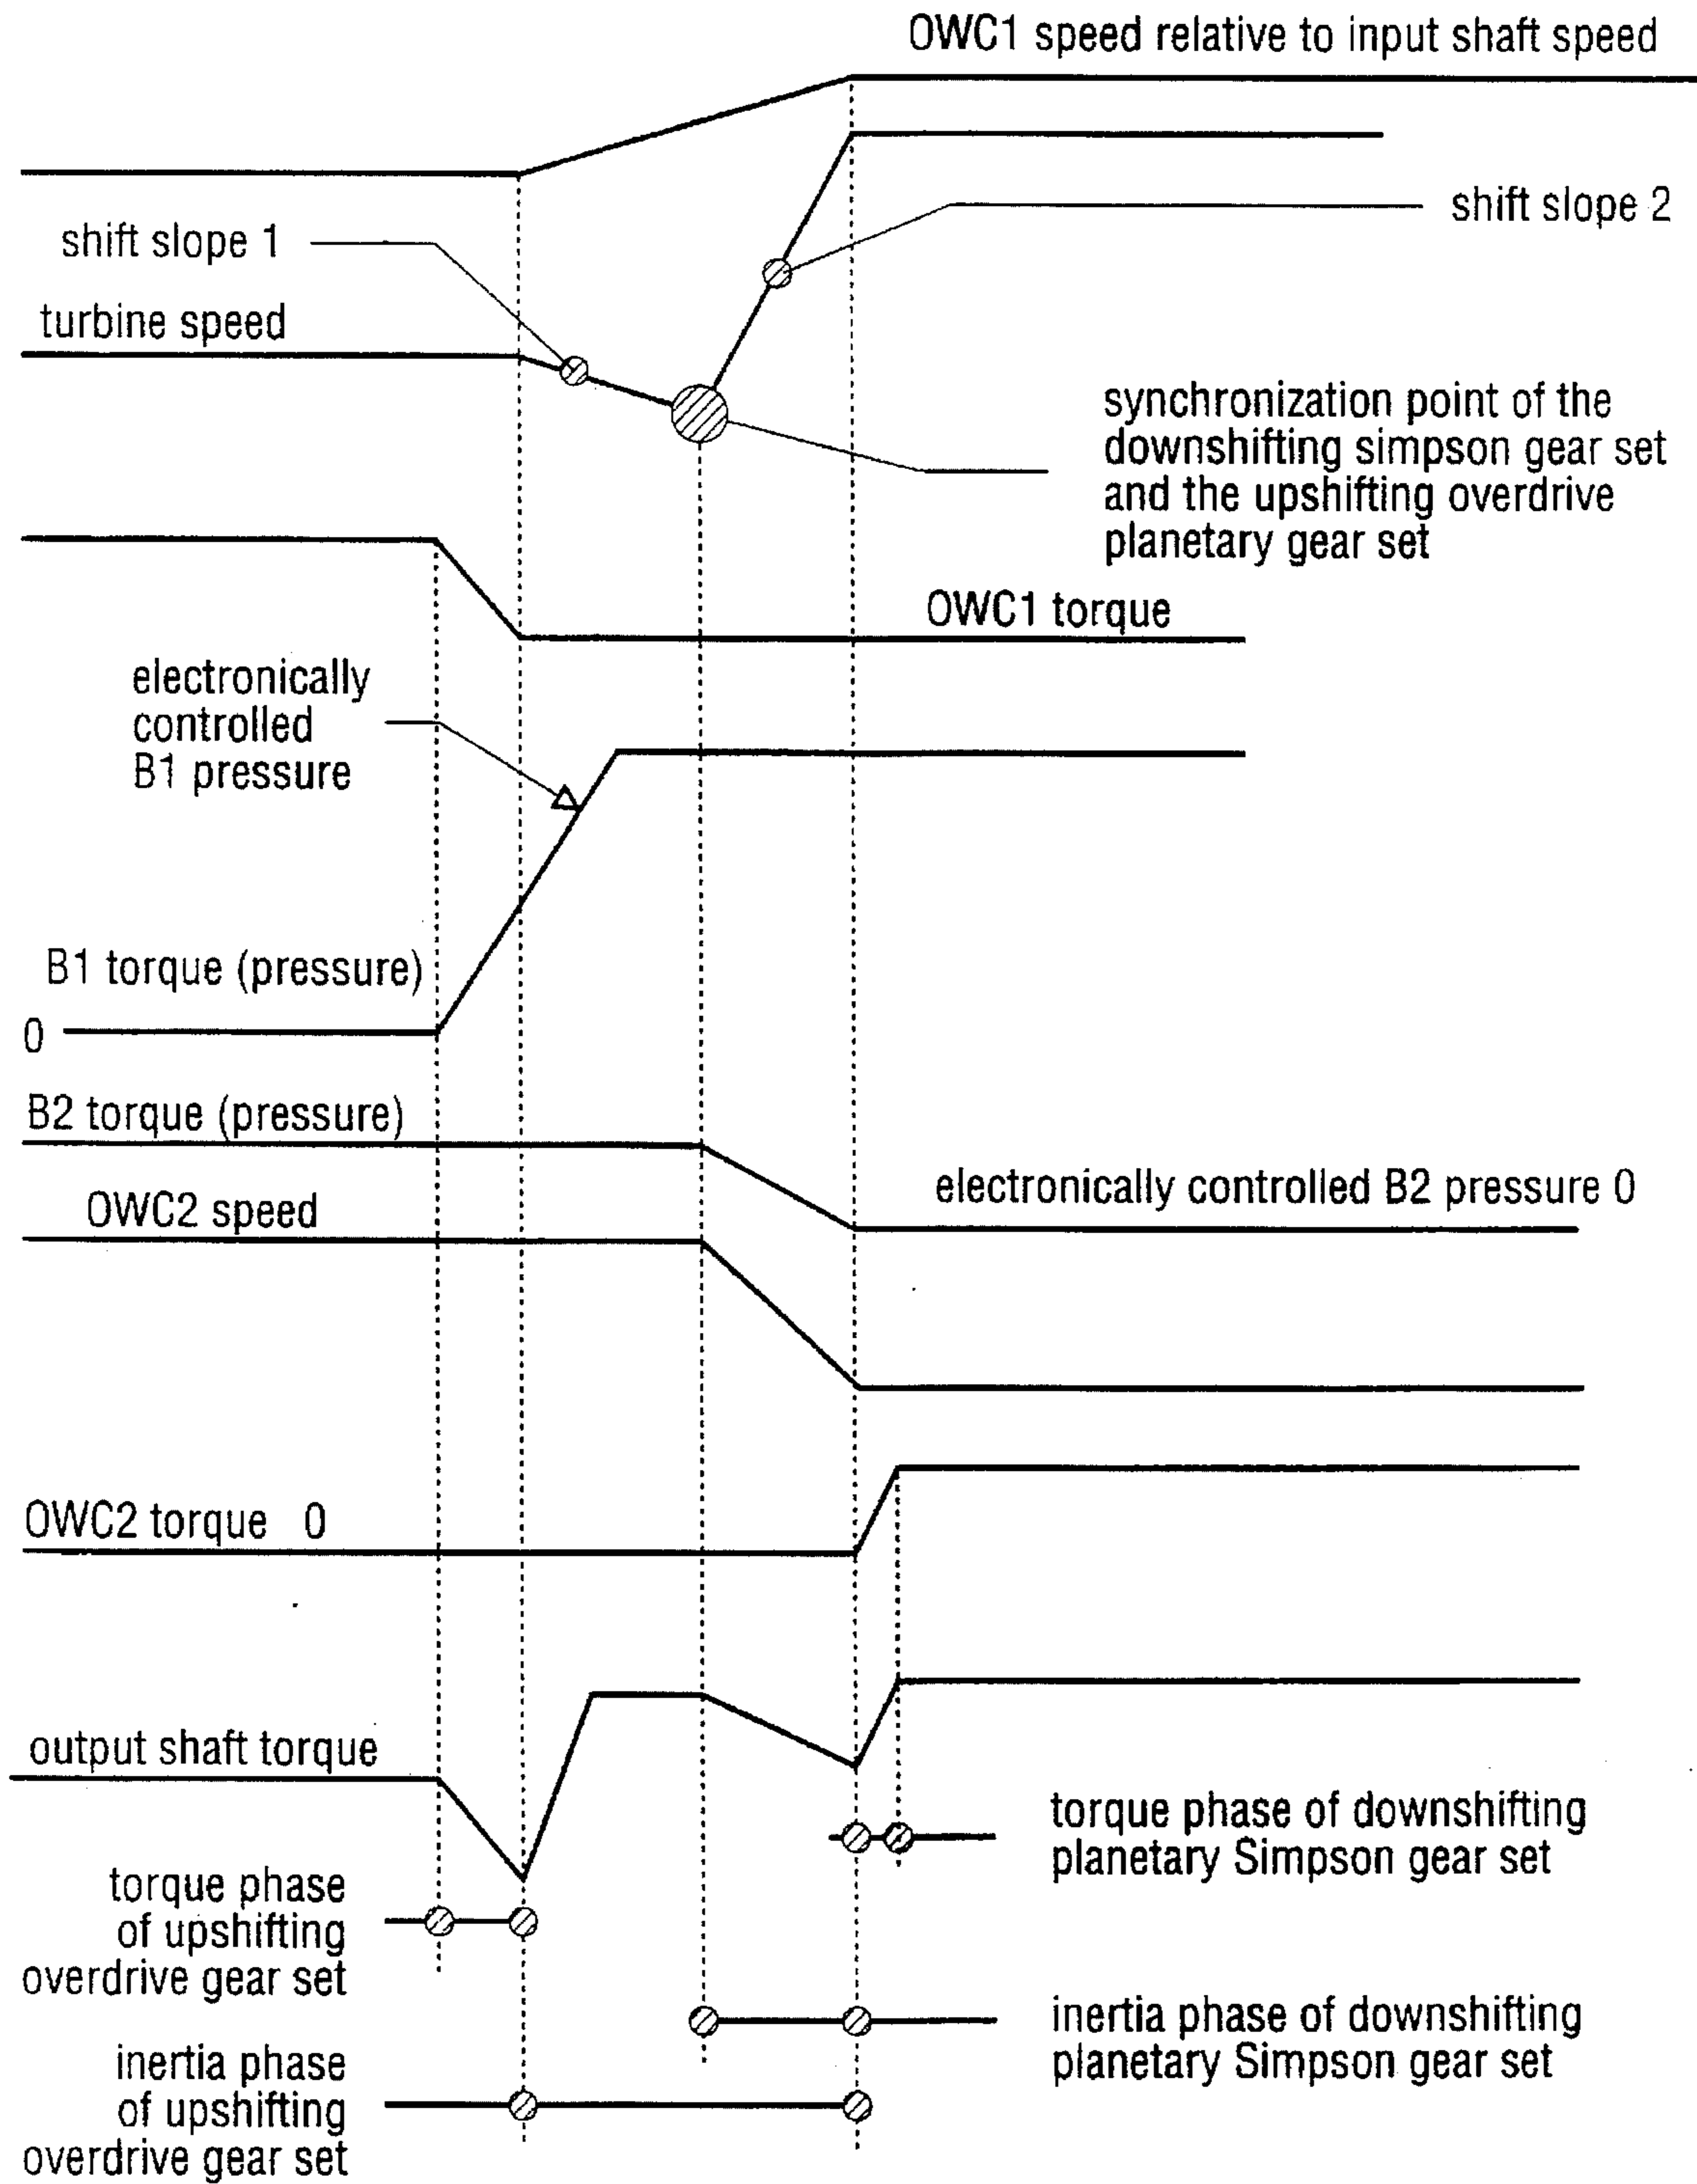 OWC1 speed relative to input shaft speed
shift slope 2
shift slope 1
turbine speed
synchronization point of the
downshifting simpson gear set
and the upshifting overdrive
planetary gear set
OWC1 torque
electronically
controlled
B1 pressure
B1 torque (pressure)
0
B2 torque (pressure)
electronically controlled B2 pressure 0
OWC2 speed
OWC2 torque 0
output shaft torque
torque phase of downshifting
planetary Simpson gear set
torque phase
of upshifting
overdrive gear set
inertia phase of downshifting
planetary Simpson gear set
inertia phase
of upshifting
overdrive gear set